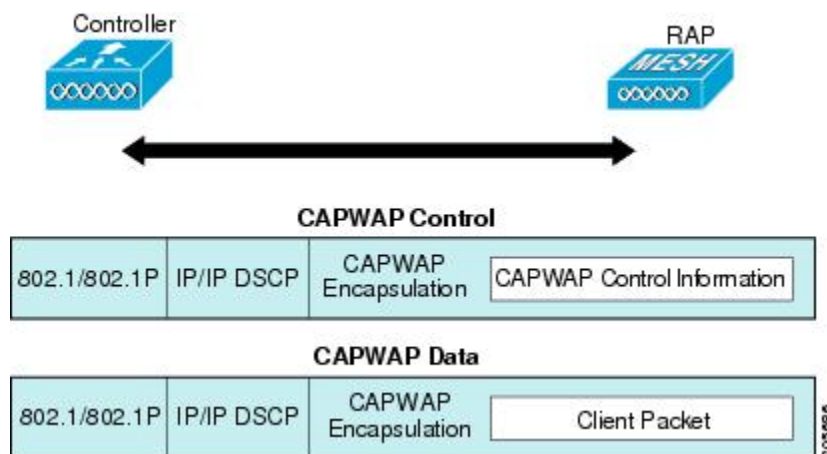 Controller
RAP
MESH
CAPWAP Control
802.1/802.1P IP/IP DSCP CAPWAP Encapsulation CAPWAP Control Information
CAPWAP Data
802.1/802.1P IP/IP DSCP CAPWAP Encapsulation Client Packet